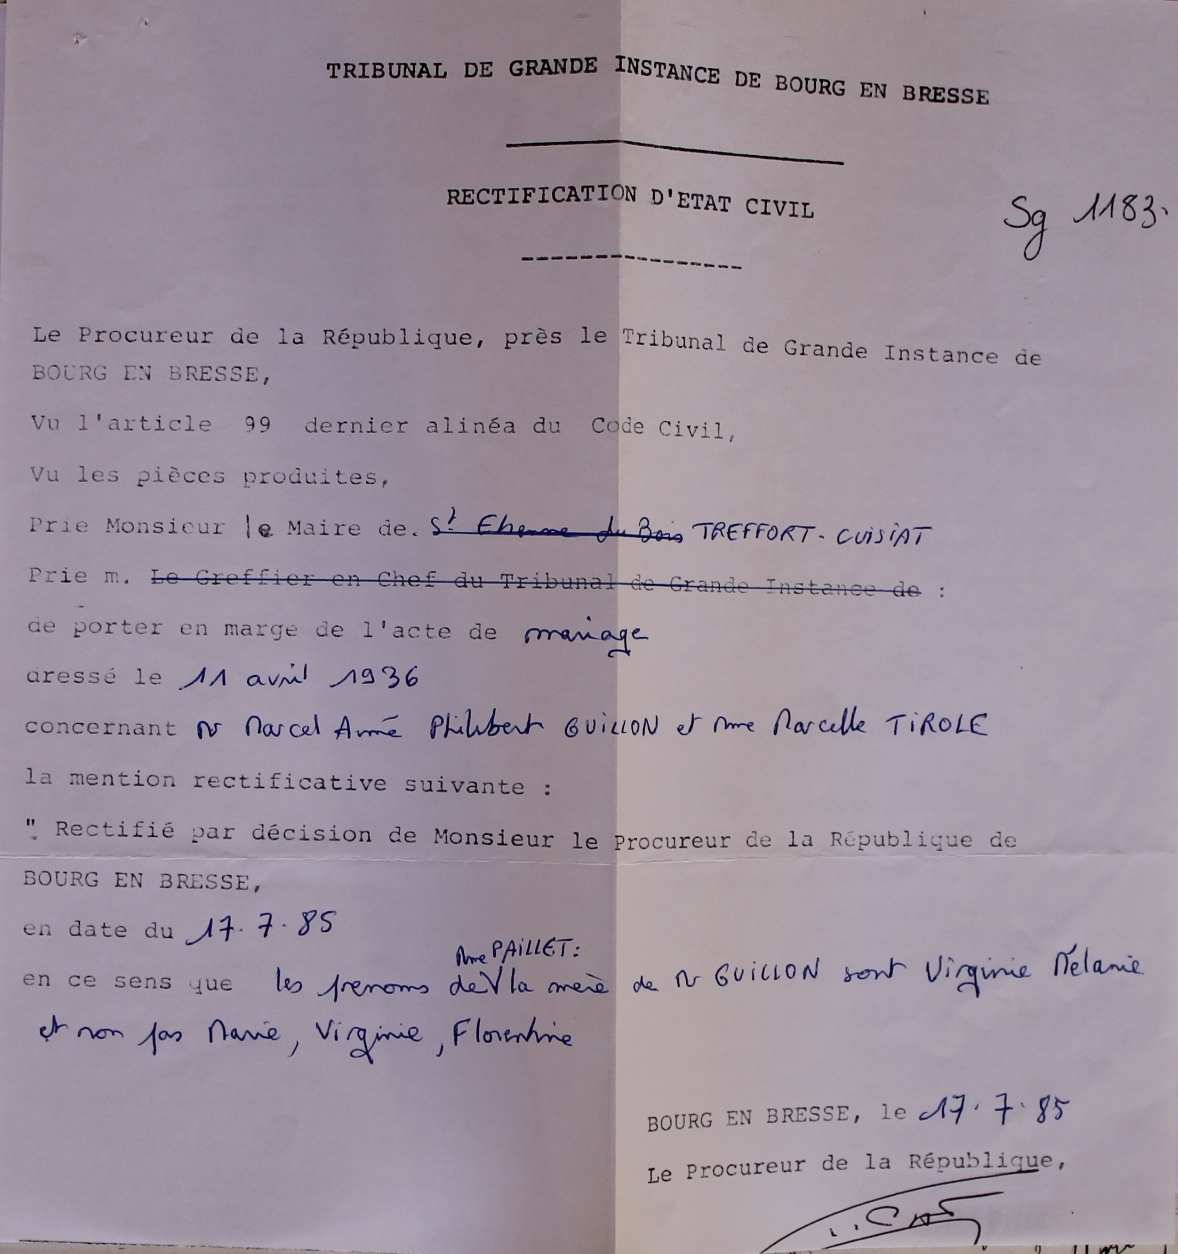 TRIBUNAL DE GRANDE INSTANCE DE BOURG EN BRESSE
RECTIFICATION D'ETAT CIVIL
Sg 1183.
Le Procureur de la République, près le Tribunal de Grande Instance de
BOURG EN BRESSE,
Vu l'article 99 dernier alinéa du Code Civil,
Vu les pièces produites,
Prie Monsieur le Maire de. St Etienne du Bois TREFFORT-CUISIAT
Prie m. Le Greffier en Chef du Tribunal de Grande Instance de :
de porter en marge de l'acte de mariage
dressé le 11 avril 1936
concernant Mr Marcel Aimé Philibert GUILLON et Mme Marcelle TIROLE
la mention rectificative suivante :
" Rectifié par décision de Monsieur le Procureur de la République de
BOURG EN BRESSE,
en date du 17.7.85
Mme PAILLET:
en ce sens que les prenoms de la merè de Mr GUILLON sont Virginie Mélanie
et non pas Marie, Virginie, Florentine
BOURG EN BRESSE, le 17.7.85
Le Procureur de la République,